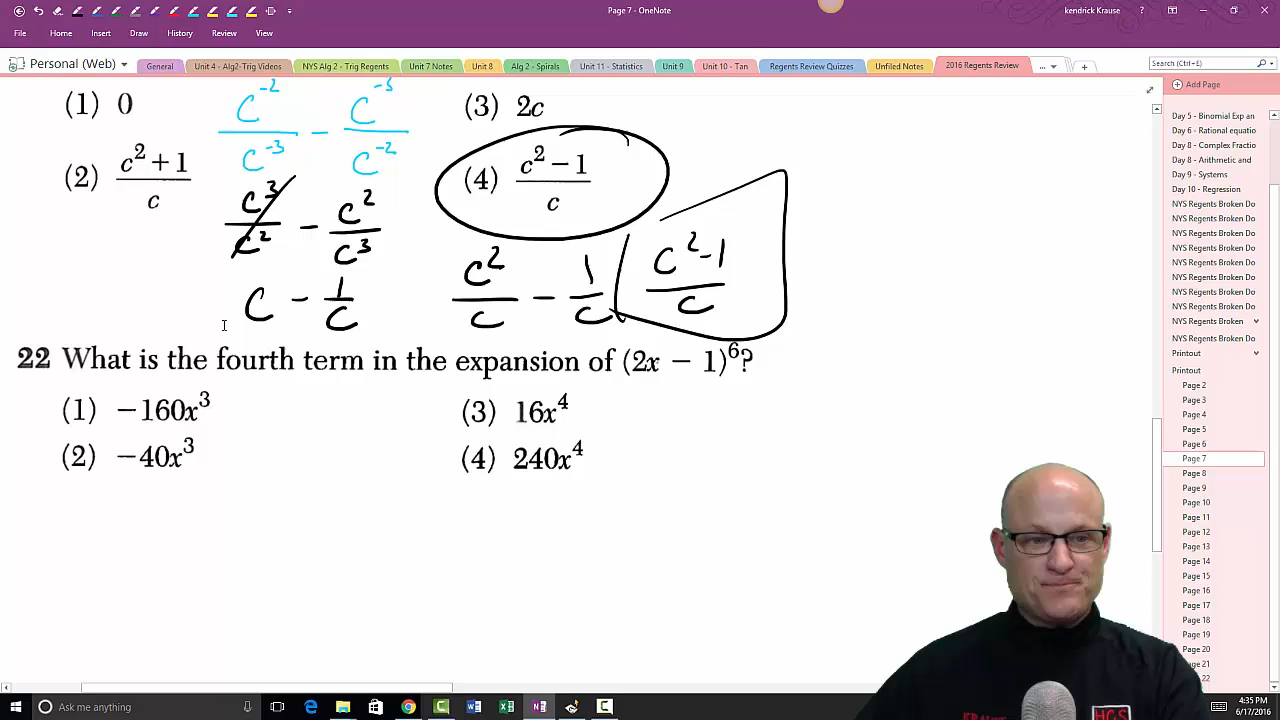 Page 7 - OneNote
kendrick Krause
File Home Insert Draw History Review View
Personal (Web)
General
Unit 4 - Alg2-Trig Videos
NYS Alg 2 - Trig Regents
Unit 7 Notes
Unit 8
Alg 2 - Spirals
Unit 11 - Statistics
Unit 9
Unit 10 - Tan
Regents Review Quizzes
Unfiled Notes
2016 Regents Review
...
Search (Ctrl+E)
Add Page
(1) 0
(3) 2c
c^-2/c^-3 - c^-3/c^-2
(2) (c^2 + 1)/c
(4) (c^2 - 1)/c
c^3/c^2 - c^2/c^3
c - 1/c
c^2/c - 1/c
(c^2 - 1)/c
22 What is the fourth term in the expansion of (2x - 1)^6?
(1) -160x^3
(3) 16x^4
(2) -40x^3
(4) 240x^4
Day 5 - Binomial Exp an
Day 6 - Rational equatio
Day 8 - Complex Fractio
Day 8 - Arithmetic and
Day 9 - Systems
Day 10 - Regression
NYS Regents Broken Do
NYS Regents Broken Do
NYS Regents Broken Do
NYS Regents Broken Do
NYS Regents Broken Do
NYS Regents Broken Do
NYS Regents Broken Do
NYS Regents Broken Do
NYS Regents Broken
NYS Regents Broken Do
Printout
Printout
Page 2
Page 3
Page 4
Page 5
Page 6
Page 7
Page 8
Page 9
Page 10
Page 11
Page 12
Page 13
Page 14
Page 15
Page 16
Page 17
Page 18
Page 19
20
21
22
HGS
Ask me anything
4:35 PM
6/17/2016